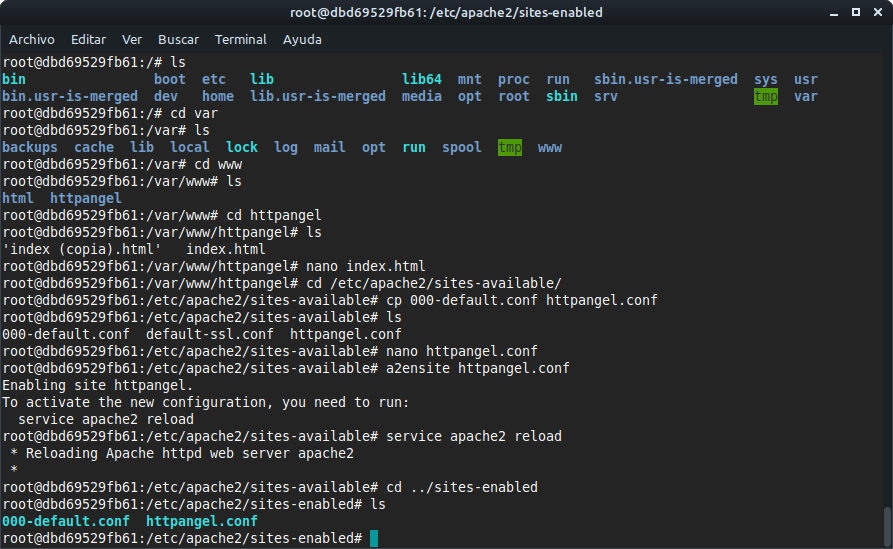 root@dbd69529fb61: /etc/apache2/sites-enabled
Archivo Editar Ver Buscar Terminal Ayuda
root@dbd69529fb61:/# ls
bin boot etc lib lib64 mnt proc run sbin.usr-is-merged sys usr
bin.usr-is-merged dev home lib.usr-is-merged media opt root sbin srv tmp var
root@dbd69529fb61:/# cd var
root@dbd69529fb61:/var# ls
backups cache lib local lock log mail opt run spool tmp www
root@dbd69529fb61:/var# cd www
root@dbd69529fb61:/var/www# ls
html httpangel
root@dbd69529fb61:/var/www# cd httpangel
root@dbd69529fb61:/var/www/httpangel# ls
'index (copia).html' index.html
root@dbd69529fb61:/var/www/httpangel# nano index.html
root@dbd69529fb61:/var/www/httpangel# cd /etc/apache2/sites-available/
root@dbd69529fb61:/etc/apache2/sites-available# cp 000-default.conf httpangel.conf
root@dbd69529fb61:/etc/apache2/sites-available# ls
000-default.conf default-ssl.conf httpangel.conf
root@dbd69529fb61:/etc/apache2/sites-available# nano httpangel.conf
root@dbd69529fb61:/etc/apache2/sites-available# a2ensite httpangel.conf
Enabling site httpangel.
To activate the new configuration, you need to run:
  service apache2 reload
root@dbd69529fb61:/etc/apache2/sites-available# service apache2 reload
 * Reloading Apache httpd web server apache2
 *
root@dbd69529fb61:/etc/apache2/sites-available# cd ../sites-enabled
root@dbd69529fb61:/etc/apache2/sites-enabled# ls
000-default.conf httpangel.conf
root@dbd69529fb61:/etc/apache2/sites-enabled#